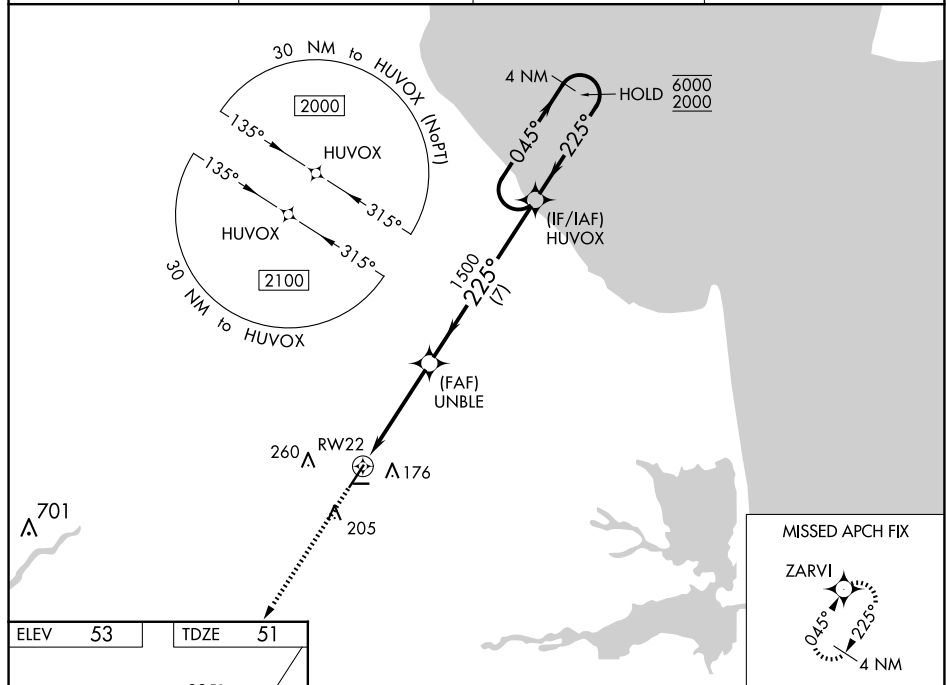 30 NM to HUVOX (NoPT)
2000
135°
HUVOX
315°
135°
HUVOX
315°
2100
30 NM to HUVOX
4 NM
HOLD
6000
2000
045°
225°
(IF/IAF)
HUVOX
1500
225°
(7)
(FAF)
UNBLE
260
RW22
176
205
701
MISSED APCH FIX
ZARVI
045°
225°
4 NM
ELEV 53
TDZE 51